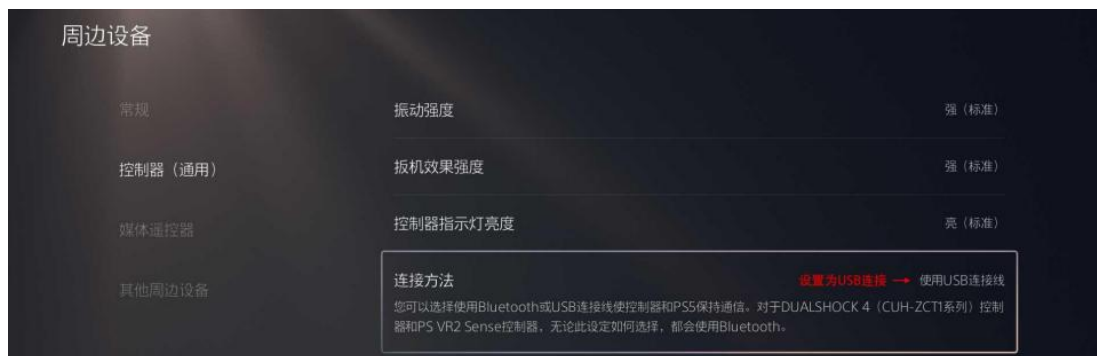 周边设备
常规
控制器（通用）
媒体遥控器
其他周边设备
振动强度 强（标准）
扳机效果强度 强（标准）
控制器指示灯亮度 亮（标准）
连接方法 设置为USB连接 → 使用USB连接线
您可以选择使用Bluetooth或USB连接线使控制器和PS5保持通信。对于DUALSHOCK 4（CUH-ZCT1系列）控制
器和PS VR2 Sense控制器，无论此设定如何选择，都会使用Bluetooth。